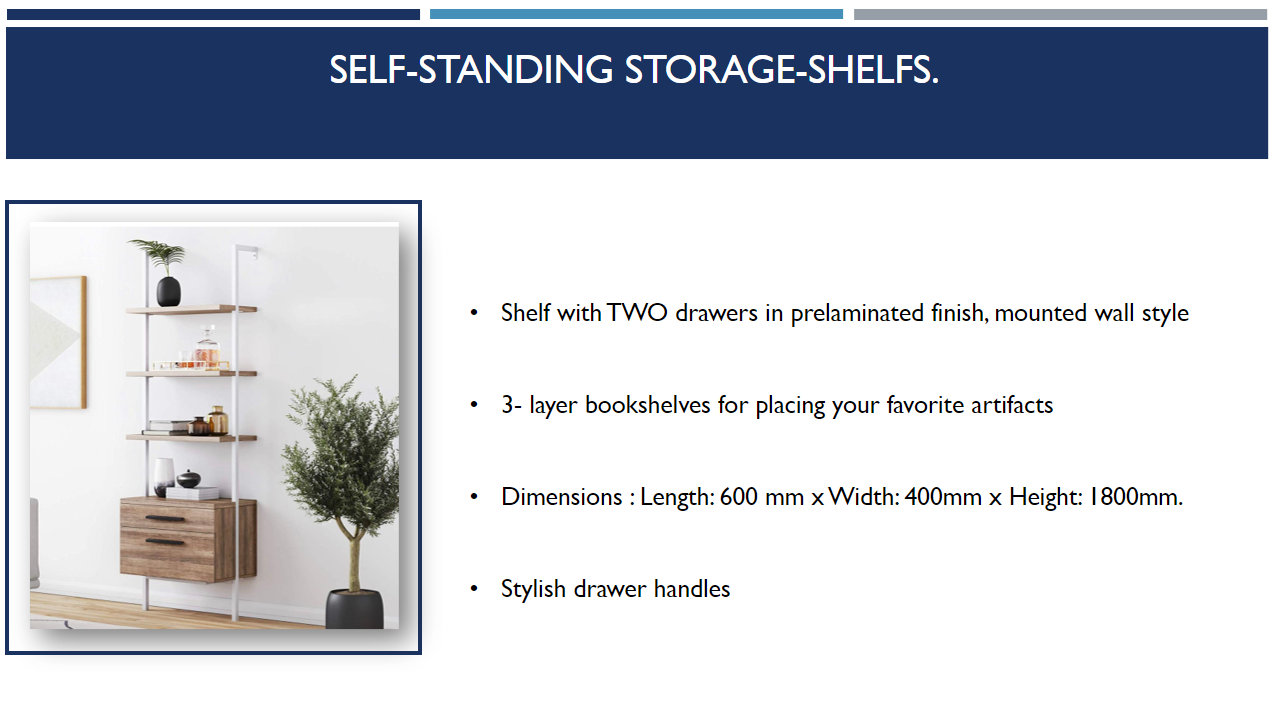 SELF-STANDING STORAGE-SHELFS.
• Shelf with TWO drawers in prelaminated finish, mounted wall style
• 3- layer bookshelves for placing your favorite artifacts
• Dimensions : Length: 600 mm x Width: 400mm x Height: 1800mm.
• Stylish drawer handles